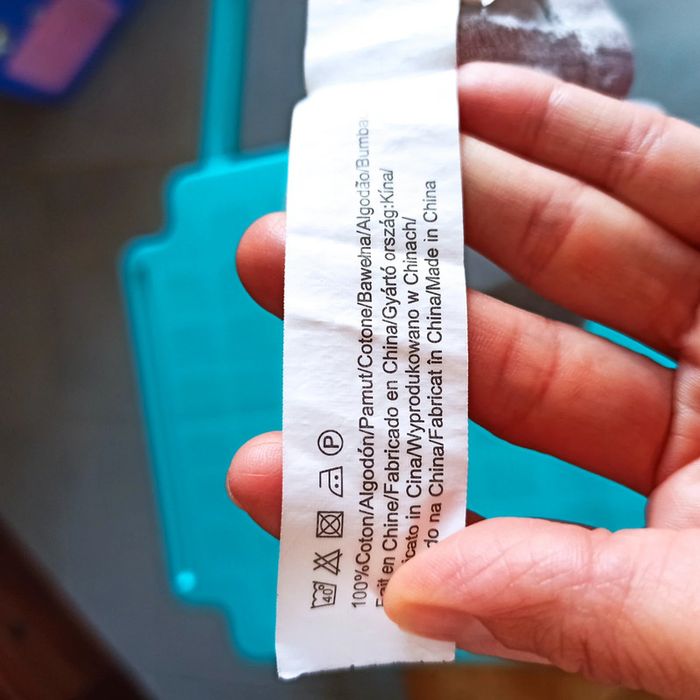 40° P
100%Coton/Algodón/Pamut/Cotone/Bawełna/Algodão/Bumba
Fait en Chine/Fabricado en China/Gyártó ország:Kína/
in Cina/Wyprodukowano w Chinach/
na China/Fabricat în China/Made in China